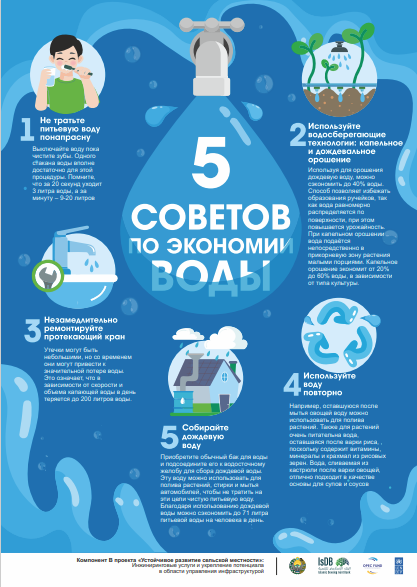 5
СОВЕТОВ
ПО ЭКОНОМИИ
ВОДЫ
1 Не тратьте
питьевую воду
понапрасну
Выключайте воду пока
чистите зубы. Одного
стакана воды вполне
достаточно для этой
процедуры. Помните,
что за 20 секунд уходит
3 литра воды, а за
минуту – 9-20 литров
2 Используйте
водосберегающие
технологии: капельное
и дождевальное
орошение
Используя для орошения
дождевую воду, можно
сэкономить до 40% воды.
Способ позволяет избежать
образования ручейков, так
как вода равномерно
распределяется по
поверхности, при этом
повышается урожайность.
При капельном орошении
вода подаётся
непосредственно в
прикорневую зону растения
малыми порциями. Капельное
орошение экономит от 20%
до 60% воды, в зависимости
от типа культуры.
3 Незамедлительно
ремонтируйте
протекающий кран
Утечки могут быть
небольшими, но со временем
они могут привести к
значительной потере воды.
Это означает, что в
зависимости от скорости и
объема капающей воды в день
теряется до 200 литров воды.
4 Используйте
воду
повторно
Например, оставшуюся после
мытья овощей воду можно
использовать для полива
растений. Также для растений
очень питательна вода,
оставшаяся после варки риса, ,
поскольку содержит витамины,
минералы и крахмал из рисовых
зерен. Вода, сливаемая из
кастрюли после варки овощей,
отлично подходит в качестве
основы для супов и соусов
5 Собирайте
дождевую
воду
Приобретите обычный бак для воды
и подсоедините его к водосточному
желобу для сбора дождевой воды.
Эту воду можно использовать для
полива растений, стирки и мытья
автомобилей, чтобы не тратить на
эти цели чистую питьевую воду.
Благодаря использованию дождевой
воды можно сэкономить до 71 литра
питьевой воды на человека в день.
Компонент B проекта «Устойчивое развитие сельской местности»:
Инжиниринговые услуги и укрепление потенциала
в области управления инфраструктурой
IsDB
OPEC FUND